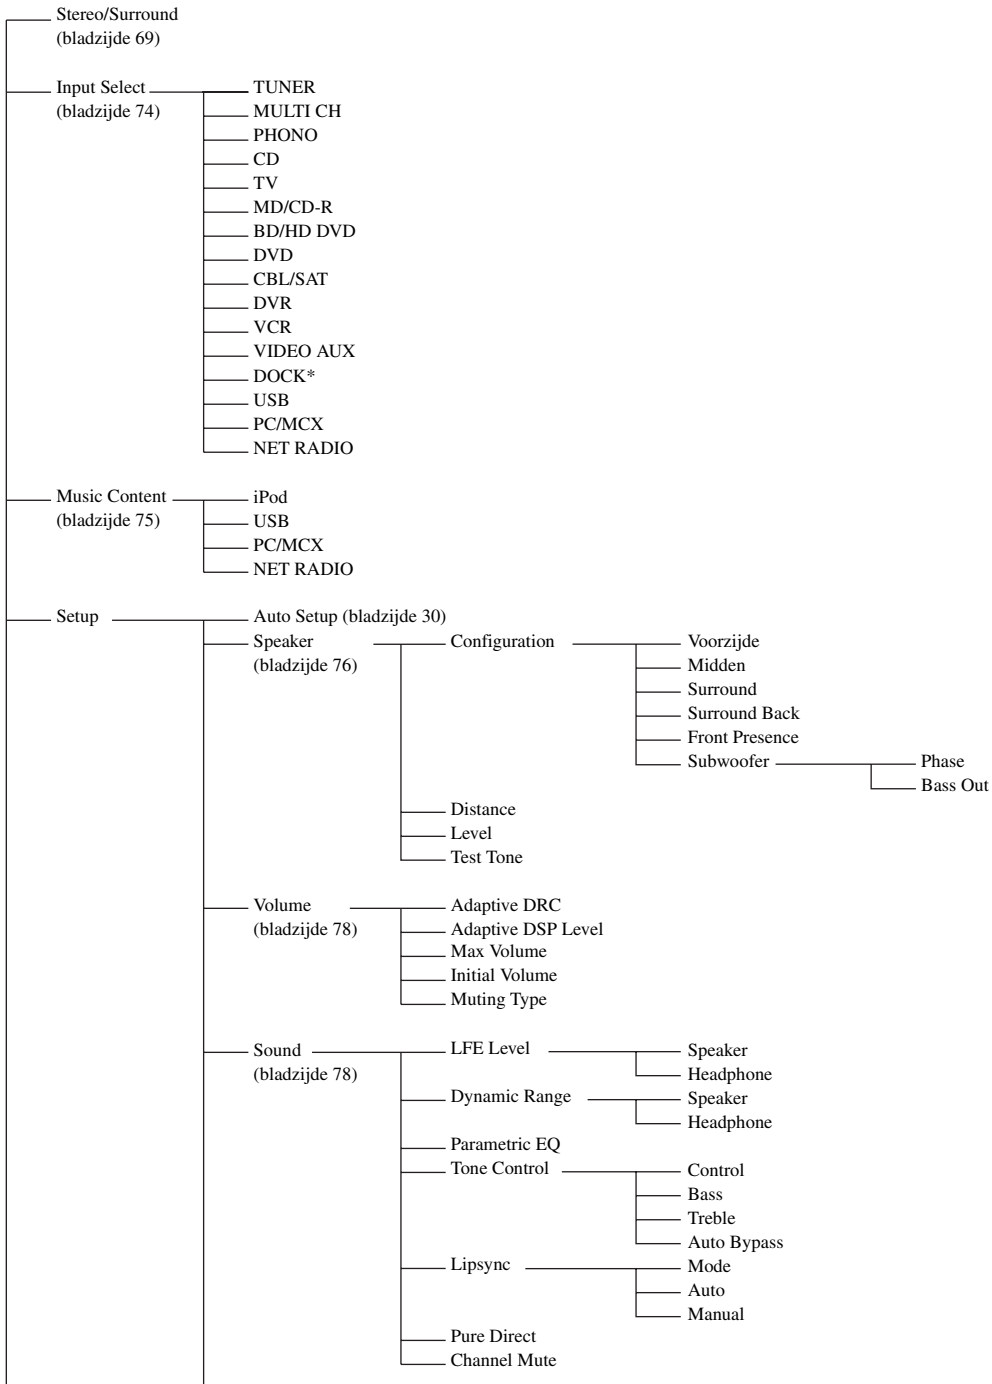 Stereo/Surround
(bladzijde 69)
Input Select
(bladzijde 74)
TUNER
MULTI CH
PHONO
CD
TV
MD/CD-R
BD/HD DVD
DVD
CBL/SAT
DVR
VCR
VIDEO AUX
DOCK*
USB
PC/MCX
NET RADIO
Music Content
(bladzijde 75)
iPod
USB
PC/MCX
NET RADIO
Setup
Auto Setup (bladzijde 30)
Speaker
(bladzijde 76)
Configuration
Voorzijde
Midden
Surround
Surround Back
Front Presence
Subwoofer
Phase
Bass Out
Distance
Level
Test Tone
Volume
(bladzijde 78)
Adaptive DRC
Adaptive DSP Level
Max Volume
Initial Volume
Muting Type
Sound
(bladzijde 78)
LFE Level
Speaker
Headphone
Dynamic Range
Speaker
Headphone
Parametric EQ
Tone Control
Control
Bass
Treble
Auto Bypass
Lipsync
Mode
Auto
Manual
Pure Direct
Channel Mute